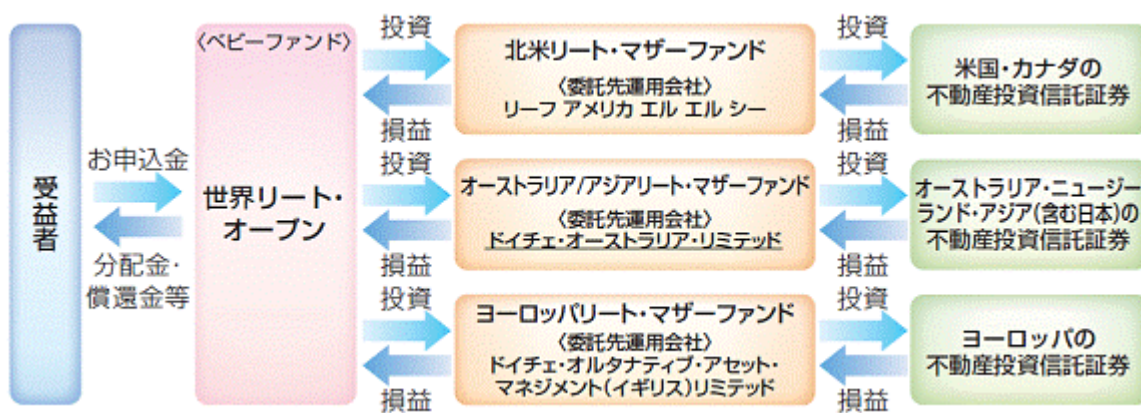 受益者
お申込金
分配金・
償還金等
〈ベビーファンド〉
世界リート・
オープン
投資
損益
北米リート・マザーファンド
〈委託先運用会社〉
リーフ アメリカ エル エル シー
投資
損益
米国・カナダの
不動産投資信託証券
投資
損益
オーストラリア/アジアリート・マザーファンド
〈委託先運用会社〉
ドイチェ・オーストラリア・リミテッド
投資
損益
オーストラリア・ニュージー
ランド・アジア(含む日本)の
不動産投資信託証券
投資
損益
ヨーロッパリート・マザーファンド
〈委託先運用会社〉
ドイチェ・オルタナティブ・アセット・
マネジメント(イギリス)リミテッド
投資
損益
ヨーロッパの
不動産投資信託証券